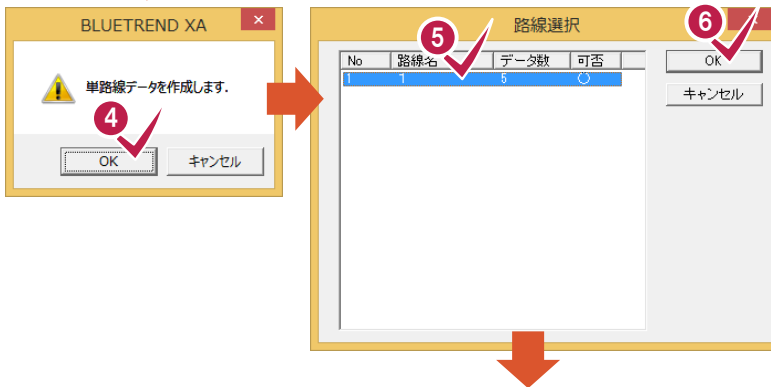 BLUETREND XA
単路線データを作成します.
4
OK
キャンセル
5
路線選択
6
No 路線名 データ数 可否
1 1 5 ○
OK
キャンセル